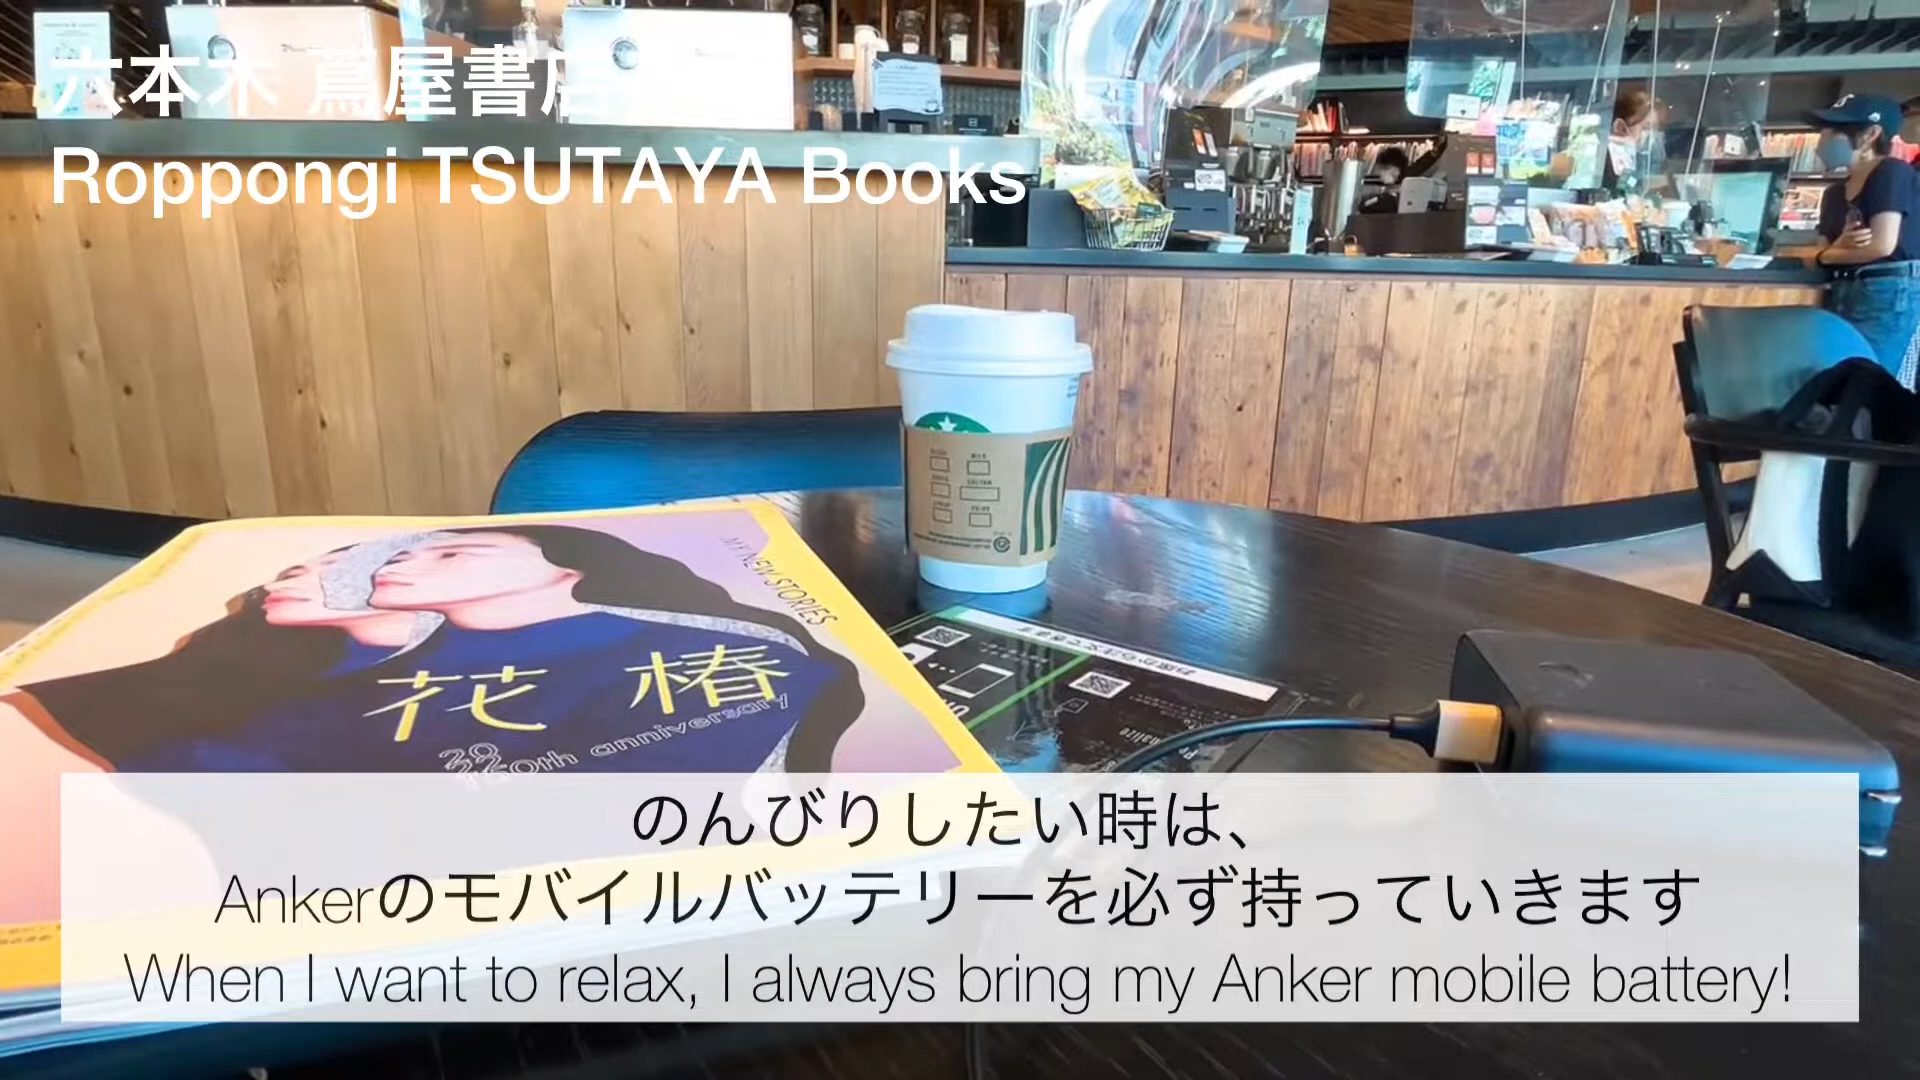 六本木 蔦屋書店
Roppongi TSUTAYA Books
MY NEW STORIES
花椿
2022
150th anniversary
のんびりしたい時は、
Ankerのモバイルバッテリーを必ず持っていきます
When I want to relax, I always bring my Anker mobile battery!